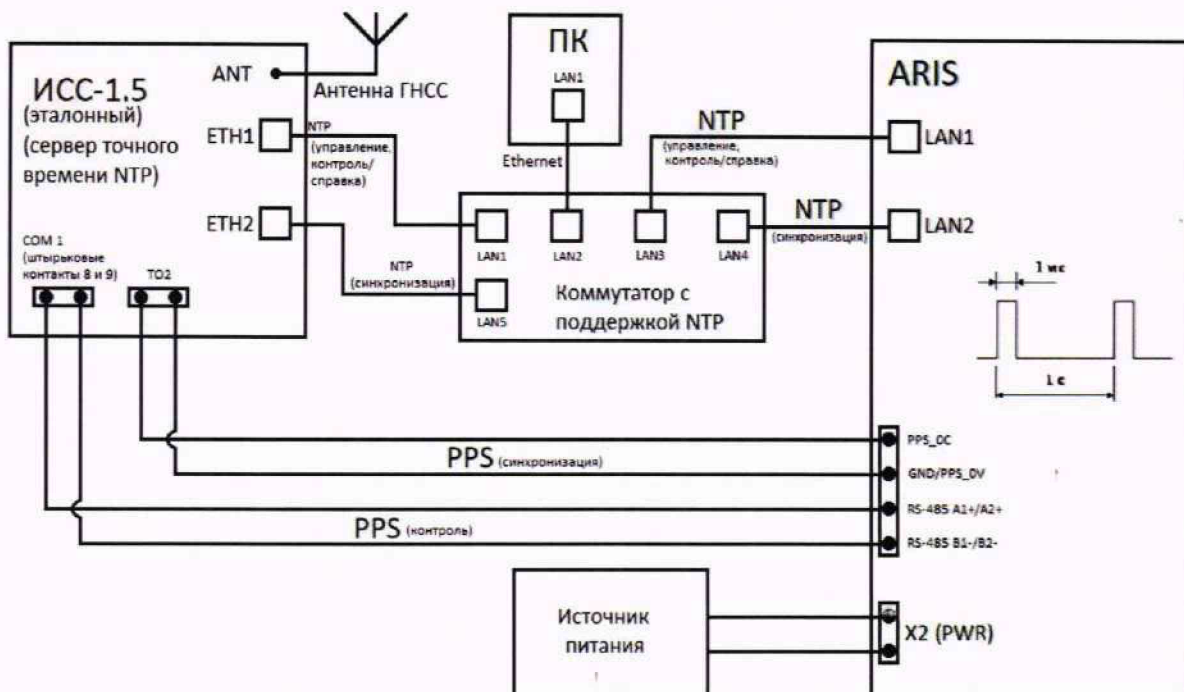 ИСС-1.5
(эталонный)
(сервер точного
времени NTP)
ANT
Антенна ГНСС
ETH1
ETH2
COM 1
(штырьковые
контакты 8 и 9)
TO2
NTP
(управление,
контроль/
справка)
NTP
(синхронизация)
ПК
LAN1
Ethernet
LAN1
LAN2
LAN3
LAN4
LAN5
Коммутатор с
поддержкой NTP
NTP
(управление,
контроль/справка)
NTP
(синхронизация)
ARIS
LAN1
LAN2
1 мс
1 с
PPS (синхронизация)
PPS (контроль)
PPS_OC
GND/PPS_0V
RS-485 A1+/A2+
RS-485 B1-/B2-
Источник
питания
X2 (PWR)